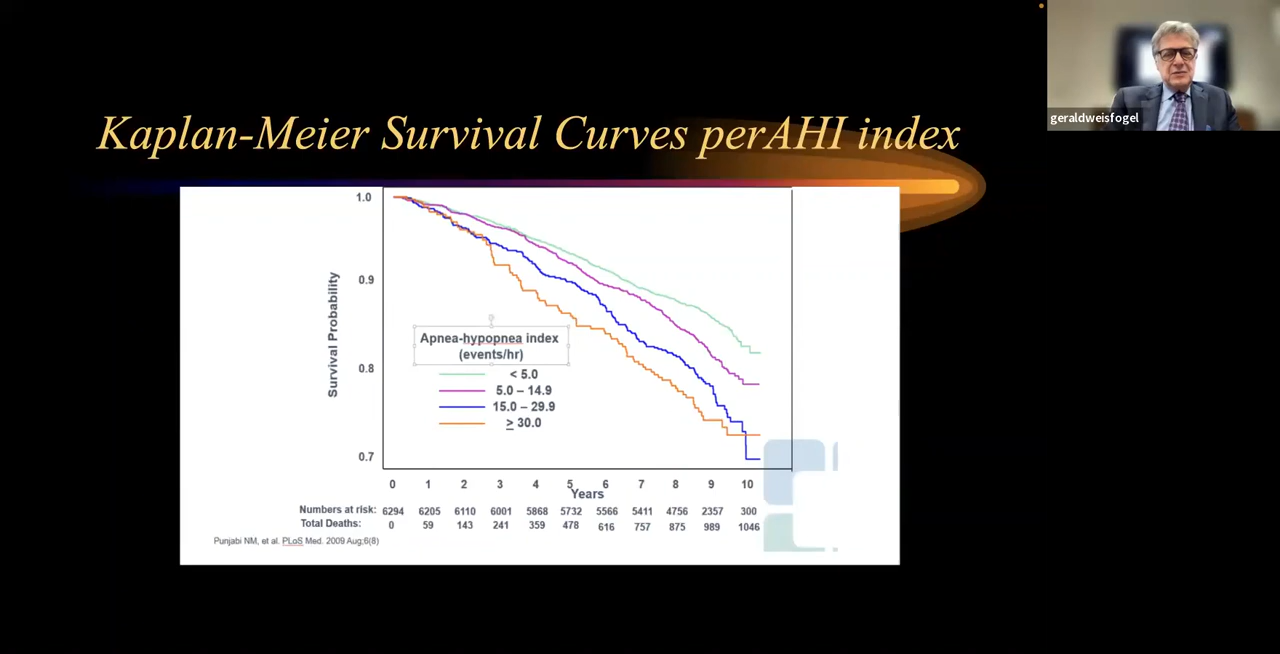 Kaplan-Meier Survival Curves perAHI index
geraldweisfogel
1.0
0.9
0.8
0.7
Survival Probability
Apnea-hypopnea index
(events/hr)
< 5.0
5.0 – 14.9
15.0 – 29.9
≥ 30.0
0 1 2 3 4 5 6 7 8 9 10
Years
Numbers at risk: 6294 6205 6110 6001 5868 5732 5566 5411 4756 2357 300
Total Deaths: 0 59 143 241 359 478 616 757 875 989 1046
Punjabi NM, et al. PLoS Med. 2009 Aug;6(8)